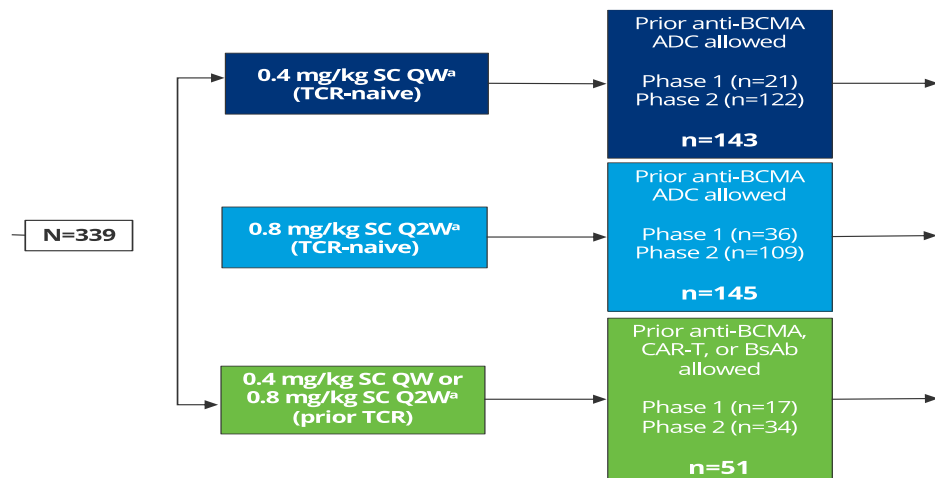 N=339
0.4 mg/kg SC QWᵃ
(TCR-naive)
Prior anti-BCMA
ADC allowed
Phase 1 (n=21)
Phase 2 (n=122)
n=143
0.8 mg/kg SC Q2Wᵃ
(TCR-naive)
Prior anti-BCMA
ADC allowed
Phase 1 (n=36)
Phase 2 (n=109)
n=145
0.4 mg/kg SC QW or
0.8 mg/kg SC Q2Wᵃ
(prior TCR)
Prior anti-BCMA,
CAR-T, or BsAb
allowed
Phase 1 (n=17)
Phase 2 (n=34)
n=51